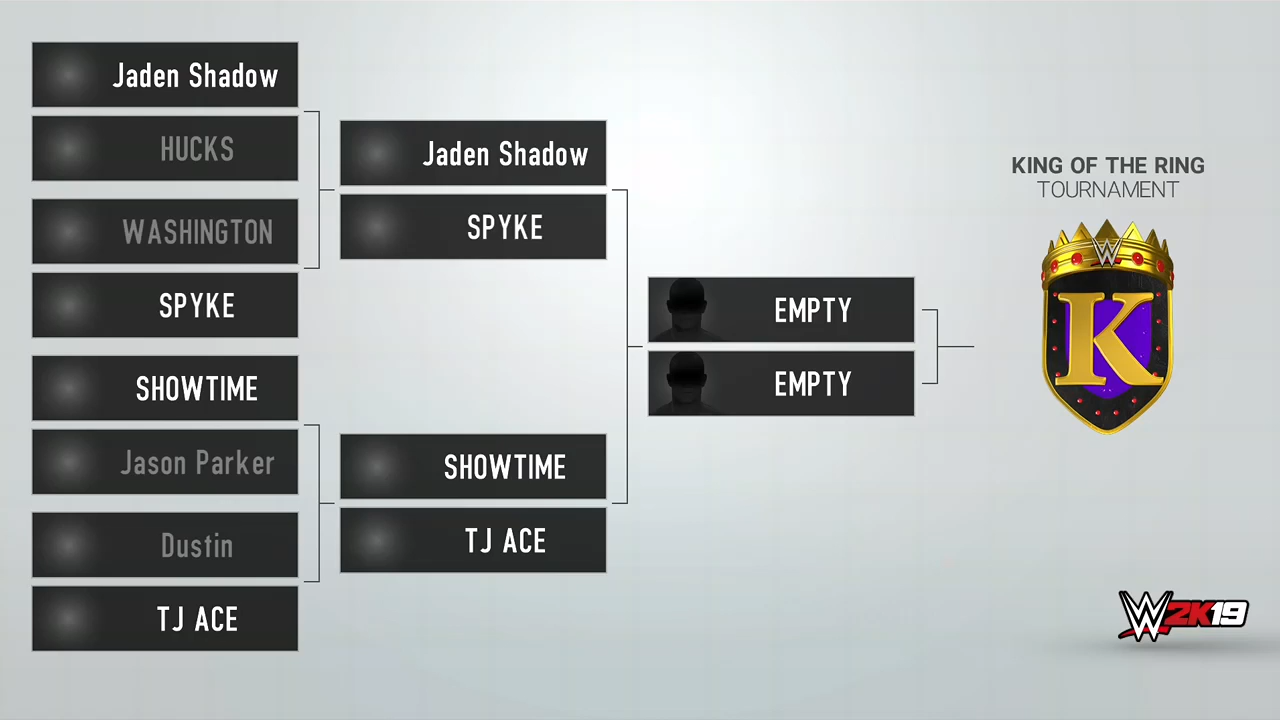 Jaden Shadow
HUCKS
WASHINGTON
SPYKE
SHOWTIME
Jason Parker
Dustin
TJ ACE
Jaden Shadow
SPYKE
SHOWTIME
TJ ACE
EMPTY
EMPTY
KING OF THE RING
TOURNAMENT
W
K
W 2K19